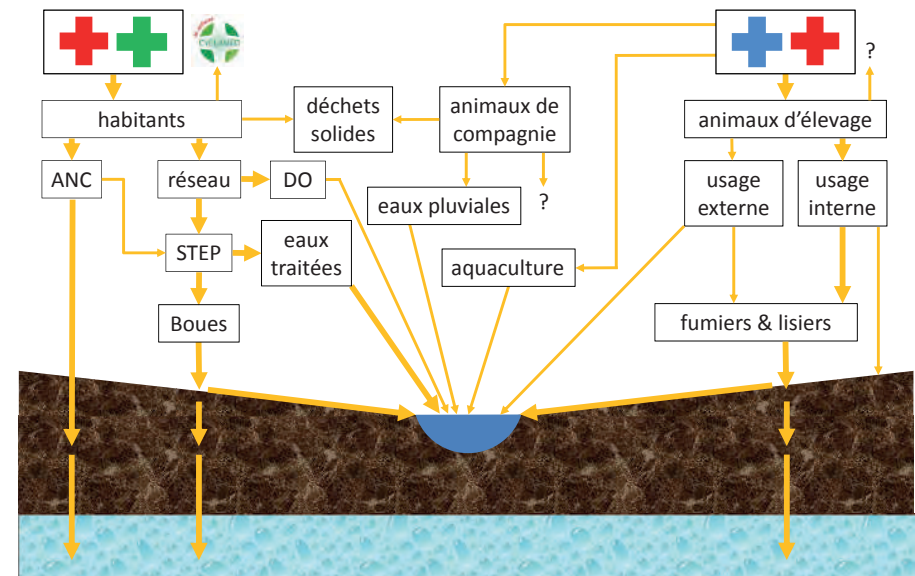 CYCLAMED
?
habitants
déchets
solides
animaux de
compagnie
animaux d'élevage
ANC
réseau
DO
eaux pluviales
?
usage
externe
usage
interne
STEP
eaux
traitées
aquaculture
Boues
fumiers & lisiers